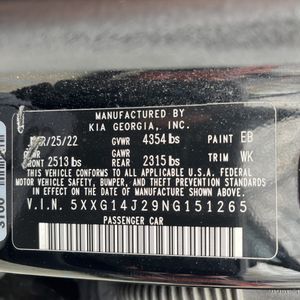 MANUFACTURED BY
KIA GEORGIA, INC.
/25/22 GVWR 4354 lbs PAINT EB
GAWR GAWR
2513 lbs REAR 2315 lbs TRIM WK
THIS VEHICLE CONFORMS TO ALL APPLICABLE U.S.A. FEDERAL
MOTOR VEHICLE SAFETY, BUMPER, AND THEFT PREVENTION
STANDARDS IN EFFECT ON THE DATE OF MANUFACTURE SHOWN ABOVE.
V.I.N. 5XXG14J29NG151265
PASSENGER CAR